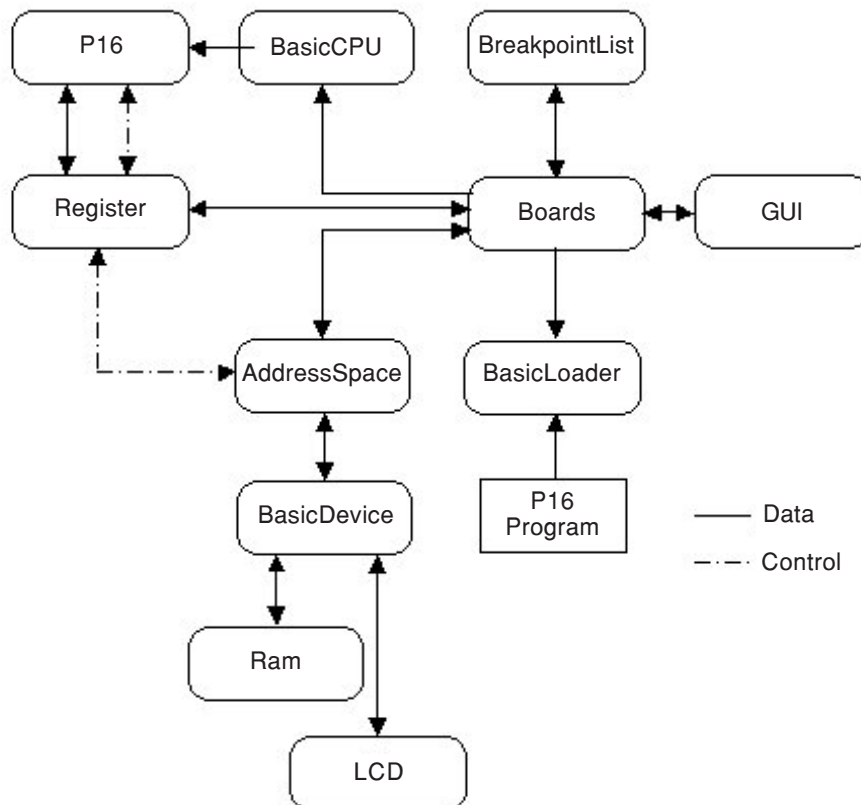 P16
BasicCPU
BreakpointList
Register
Boards
GUI
AddressSpace
BasicLoader
BasicDevice
P16
Program
Data
Control
Ram
LCD